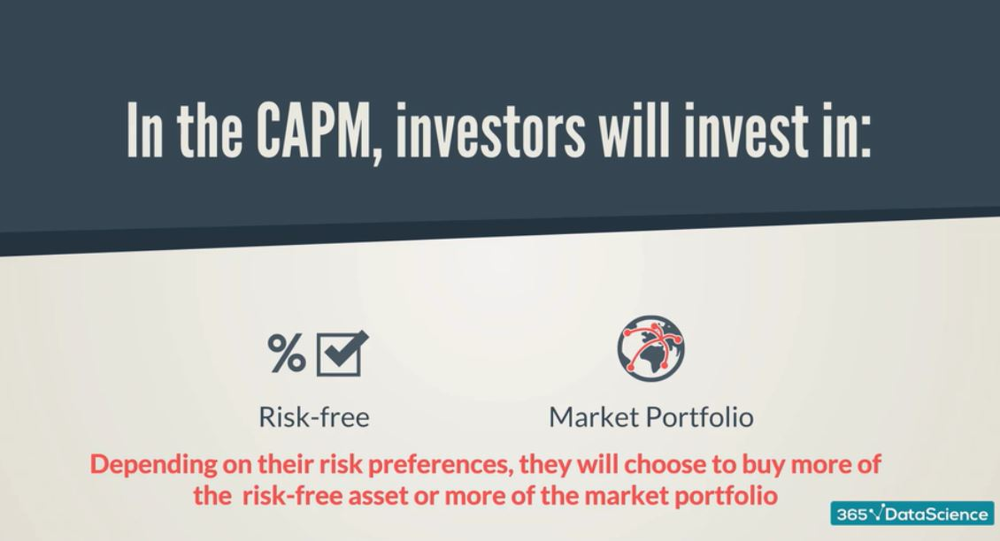 In the CAPM, investors will invest in:
%
Risk-free
Market Portfolio
Depending on their risk preferences, they will choose to buy more of
the risk-free asset or more of the market portfolio
365 DataScience